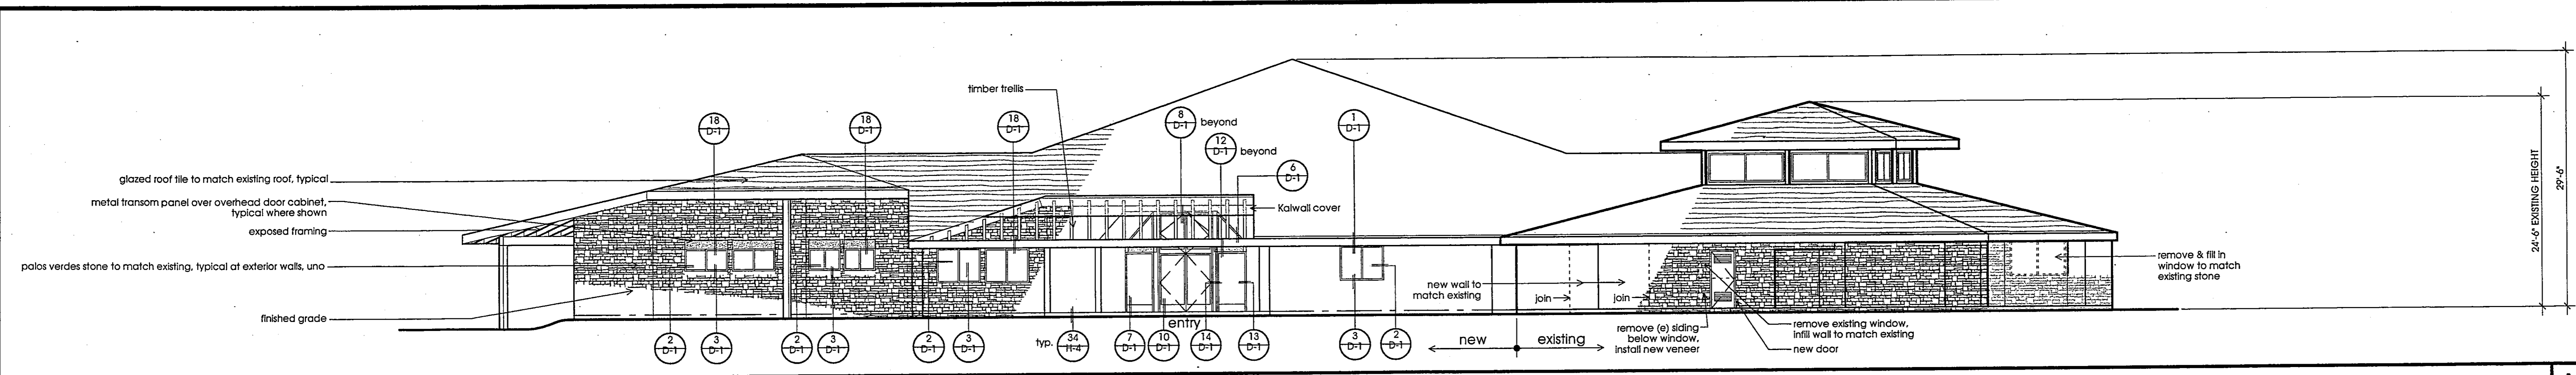 timber trellis
18
D-1
18
D-1
18
D-1
8
D-1
beyond
12
D-1
beyond
1
D-1
6
D-1
glazed roof tile to match existing roof, typical
metal transom panel over overhead door cabinet,
typical where shown
exposed framing
palos verdes stone to match existing, typical at exterior walls, uno
finished grade
Kalwall cover
24'-6" EXISTING HEIGHT
29'-6"
remove & fill in
window to match
existing stone
new wall to
match existing
join
join
entry
remove (e) siding
below window,
install new veneer
remove existing window,
infill wall to match existing
new door
2
D-1
3
D-1
2
D-1
3
D-1
2
D-1
3
D-1
typ.
34
H-4
7
D-1
10
D-1
14
D-1
13
D-1
3
D-1
2
D-1
new
existing